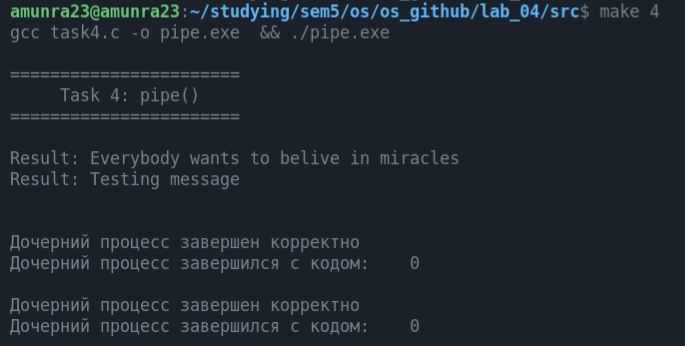 amunra23@amunra23:~/studying/sem5/os/os_github/lab_04/src$ make 4
gcc task4.c -o pipe.exe  && ./pipe.exe
=======================
     Task 4: pipe()
=======================
Result: Everybody wants to belive in miracles
Result: Testing message
Дочерний процесс завершен корректно
Дочерний процесс завершился с кодом:    0
Дочерний процесс завершен корректно
Дочерний процесс завершился с кодом:    0